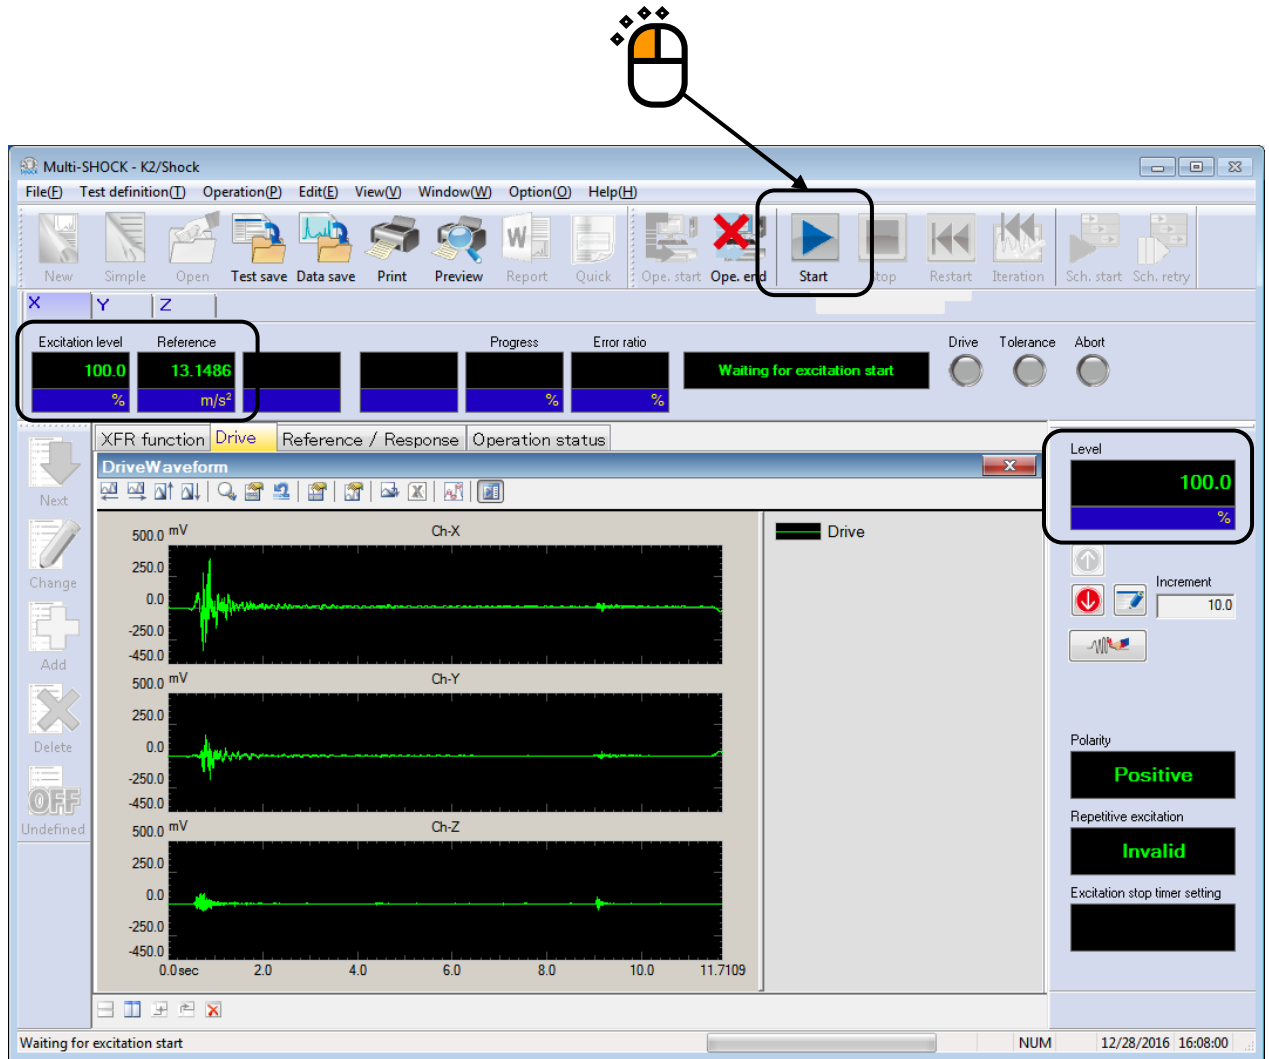 Multi-SHOCK - K2/Shock
File(F) Test definition(T) Operation(P) Edit(E) View(V) Window(W) Option(O) Help(H)
New Simple Open Test save Data save Print Preview Report Quick Ope. start Ope. end Start Stop Restart Iteration Sch. start Sch. retry
X Y Z
Excitation level Reference Progress Error ratio Drive Tolerance Abort
100.0 13.1486 Waiting for excitation start
% m/s² % %
XFR function Drive Reference / Response Operation status
DriveWaveform
Next
Change
Add
Delete
OFF
Undefined
500.0 mV Ch-X
250.0
0.0
-250.0
-450.0
500.0 mV Ch-Y
250.0
0.0
-250.0
-450.0
500.0 mV Ch-Z
250.0
0.0
-250.0
-450.0
0.0 sec 2.0 4.0 6.0 8.0 10.0 11.7109
Drive
Level
100.0
%
Increment
10.0
Polarity
Positive
Repetitive excitation
Invalid
Excitation stop timer setting
Waiting for excitation start NUM 12/28/2016 16:08:00